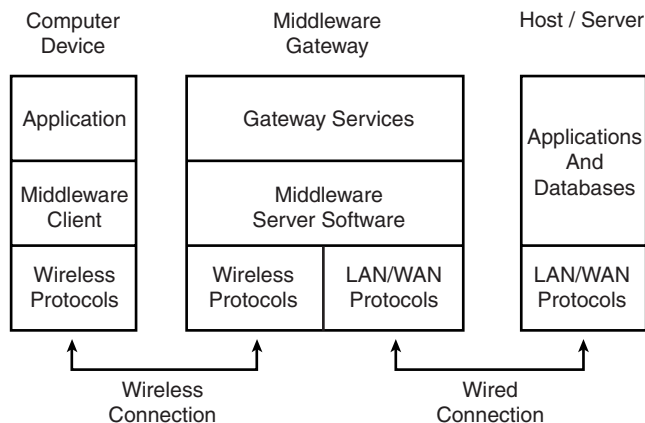 Computer
Device
Middleware
Gateway
Host / Server
Application
Middleware
Client
Wireless
Protocols
Gateway Services
Middleware
Server Software
Wireless
Protocols
LAN/WAN
Protocols
Applications
And
Databases
LAN/WAN
Protocols
Wireless
Connection
Wired
Connection